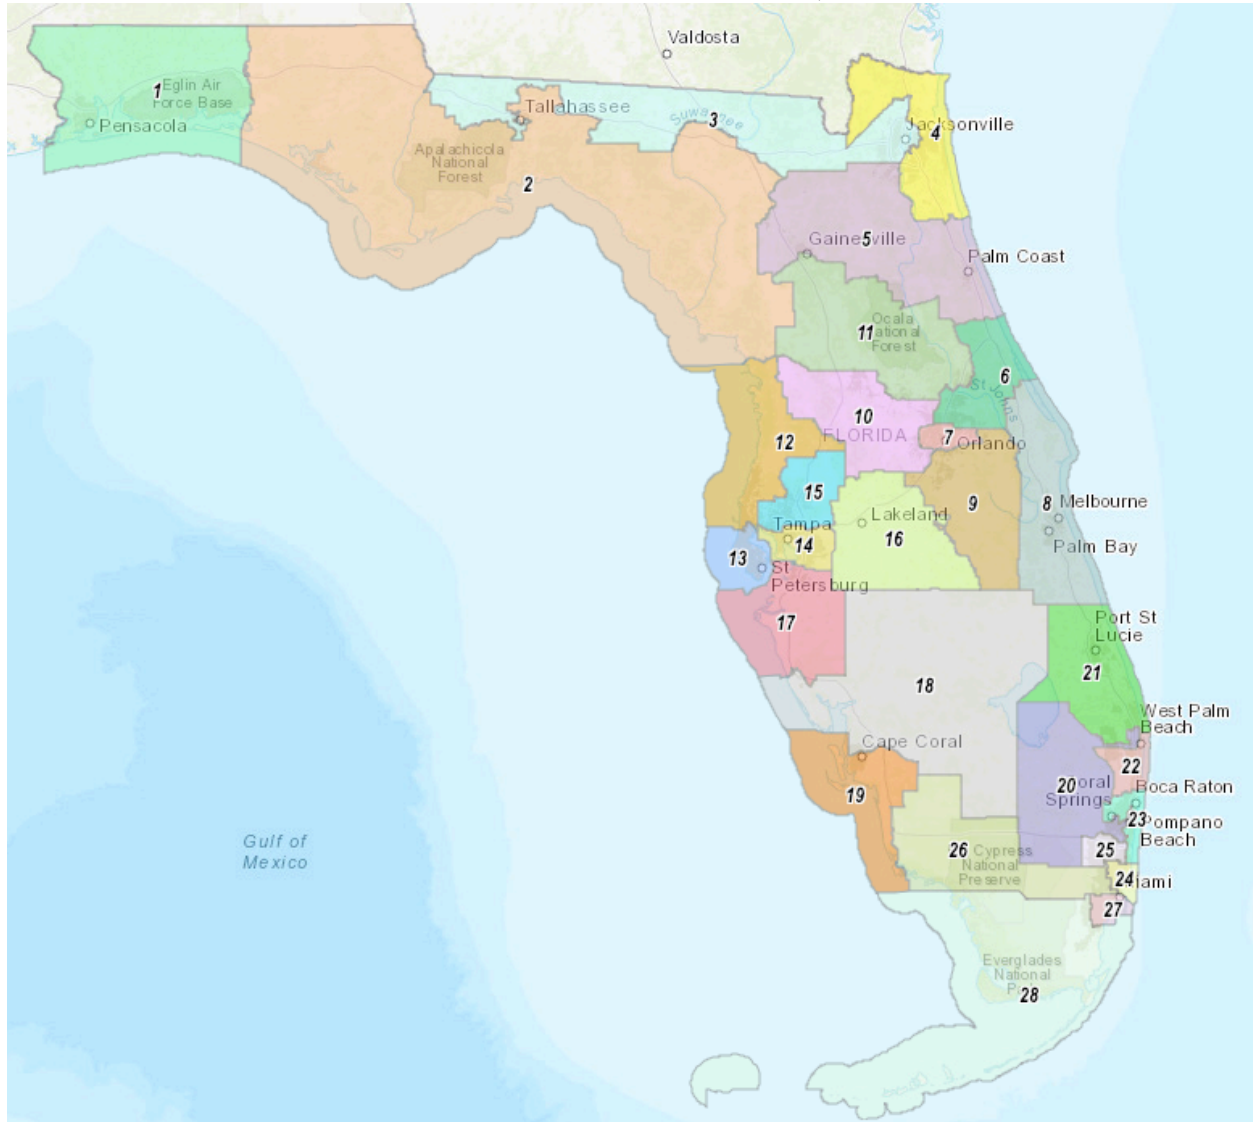 Valdosta
1
Eglin Air
Force Base
Pensacola
Tallahassee
Suwannee
3
Jacksonville
4
Apalachicola
National
Forest
2
Gainesville
5
Palm Coast
Ocala
National
Forest
11
6
St Johns
10
FLORIDA
7
Orlando
12
15
9
8
Melbourne
Tampa
Lakeland
14
16
Palm Bay
13
St
Petersburg
17
Port St
Lucie
21
18
West Palm
Beach
Cape Coral
22
19
20
Coral
Springs
Boca Raton
23
Pompano
Beach
Gulf of
Mexico
26
Cypress
National
Preserve
25
24
Miami
27
Everglades
National
Park
28